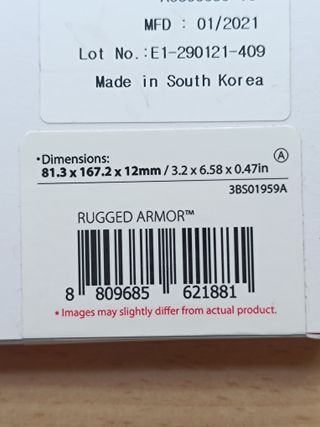 MFD : 01/2021
Lot No.:E1-290121-409
Made in South Korea
•Dimensions:
Ⓐ
81.3 x 167.2 x 12mm / 3.2 x 6.58 x 0.47in
3BS01959A
RUGGED ARMOR™
8 809685 621881
* Images may slightly differ from actual product.